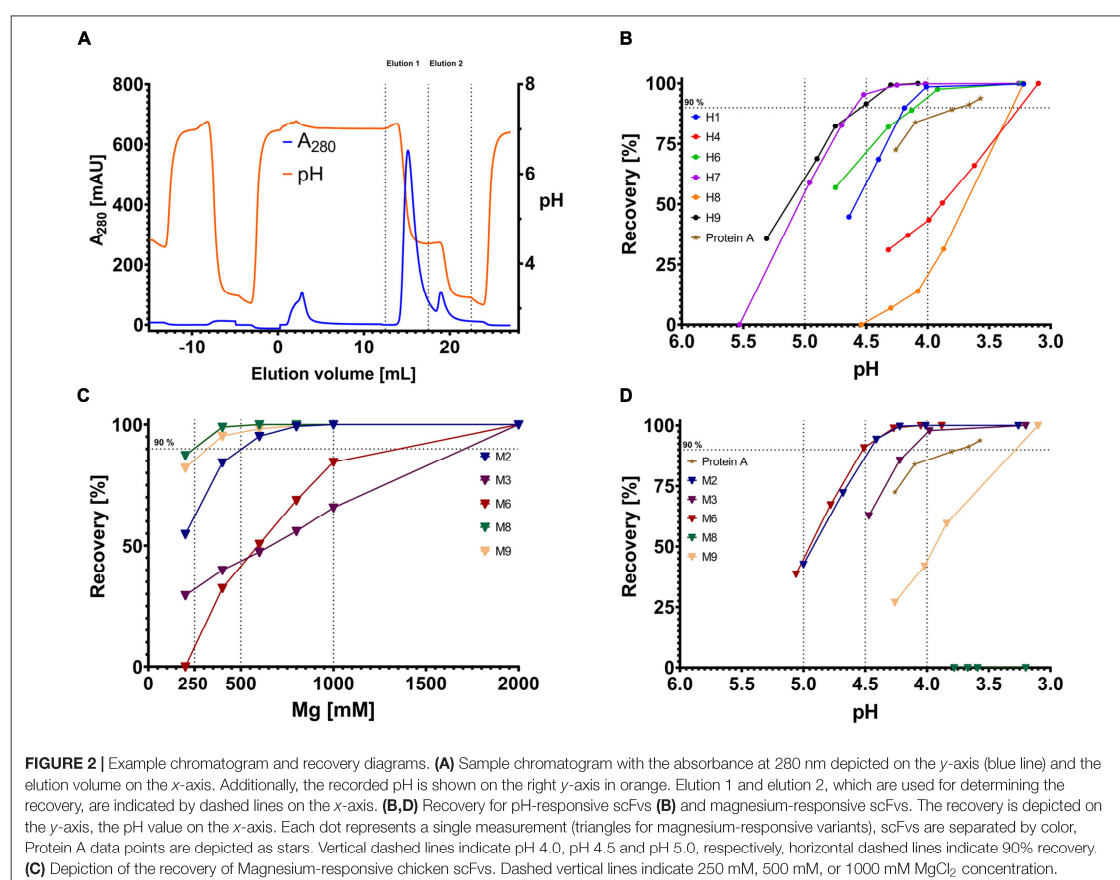 A
Elution 1 Elution 2
800
600
400
200
0
A280 [mAU]
8
6
4
pH
A280
pH
-10 0 10 20
Elution volume [mL]
B
100
75
50
25
0
Recovery [%]
90 %
H1
H4
H6
H7
H8
H9
Protein A
6.0 5.5 5.0 4.5 4.0 3.5 3.0
pH
C
100
50
0
Recovery [%]
90 %
M2
M3
M6
M8
M9
0 250 500 1000 1500 2000
Mg [mM]
D
100
75
50
25
0
Recovery [%]
90 %
Protein A
M2
M3
M6
M8
M9
6.0 5.5 5.0 4.5 4.0 3.5 3.0
pH
FIGURE 2 | Example chromatogram and recovery diagrams. (A) Sample chromatogram with the absorbance at 280 nm depicted on the y-axis (blue line) and the
elution volume on the x-axis. Additionally, the recorded pH is shown on the right y-axis in orange. Elution 1 and elution 2, which are used for determining the
recovery, are indicated by dashed lines on the x-axis. (B,D) Recovery for pH-responsive scFvs (B) and magnesium-responsive scFvs. The recovery is depicted on
the y-axis, the pH value on the x-axis. Each dot represents a single measurement (triangles for magnesium-responsive variants), scFvs are separated by color,
Protein A data points are depicted as stars. Vertical dashed lines indicate pH 4.0, pH 4.5 and pH 5.0, respectively, horizontal dashed lines indicate 90% recovery.
(C) Depiction of the recovery of Magnesium-responsive chicken scFvs. Dashed vertical lines indicate 250 mM, 500 mM, or 1000 mM MgCl2 concentration.